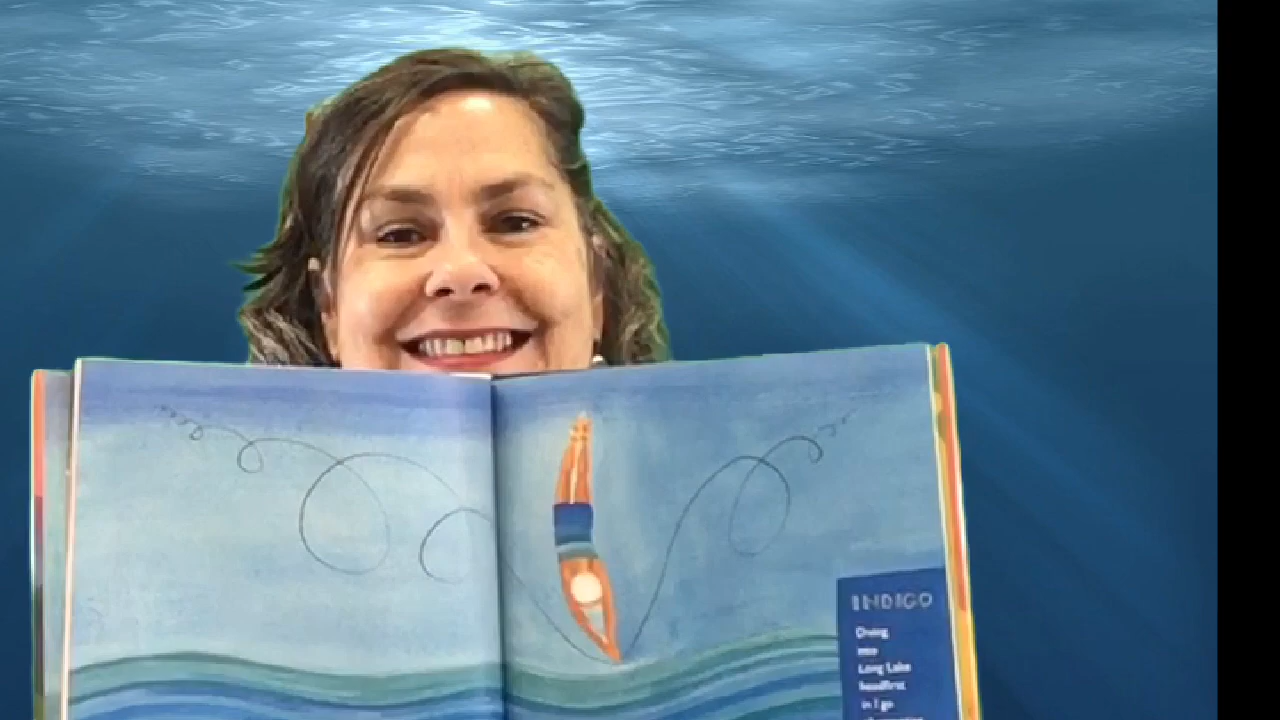 INDIGO
Diving
into
Long Lake
headfirst
in I go